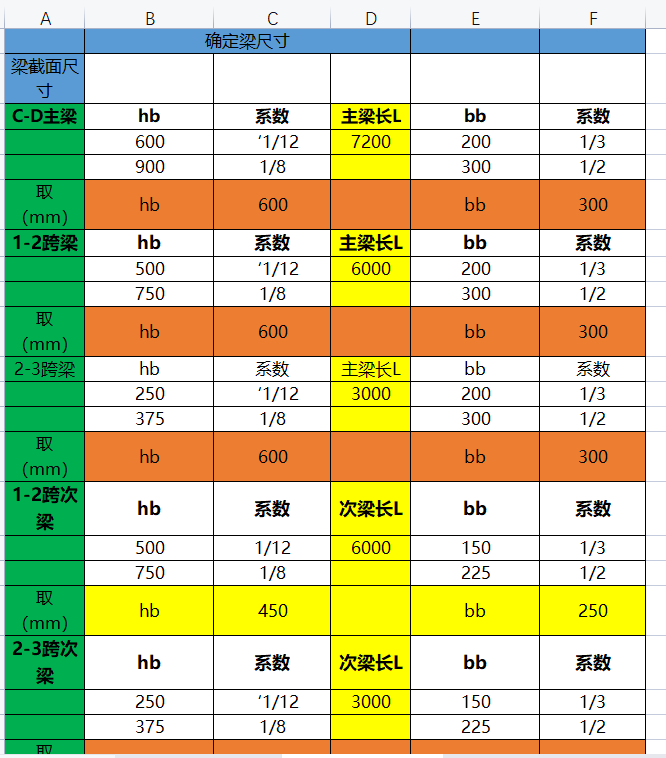 A B C D E F
确定梁尺寸
梁截面尺
寸
C-D主梁 hb 系数 主梁长L bb 系数
600 ‘1/12 7200 200 1/3
900 1/8 300 1/2
取
（mm） hb 600 bb 300
1-2跨梁 hb 系数 主梁长L bb 系数
500 ‘1/12 6000 200 1/3
750 1/8 300 1/2
取
（mm） hb 600 bb 300
2-3跨梁 hb 系数 主梁长L bb 系数
250 ‘1/12 3000 200 1/3
375 1/8 300 1/2
取
（mm） hb 600 bb 300
1-2跨次
梁 hb 系数 次梁长L bb 系数
500 1/12 6000 150 1/3
750 1/8 225 1/2
取
（mm） hb 450 bb 250
2-3跨次
梁 hb 系数 次梁长L bb 系数
250 ‘1/12 3000 150 1/3
375 1/8 225 1/2
取